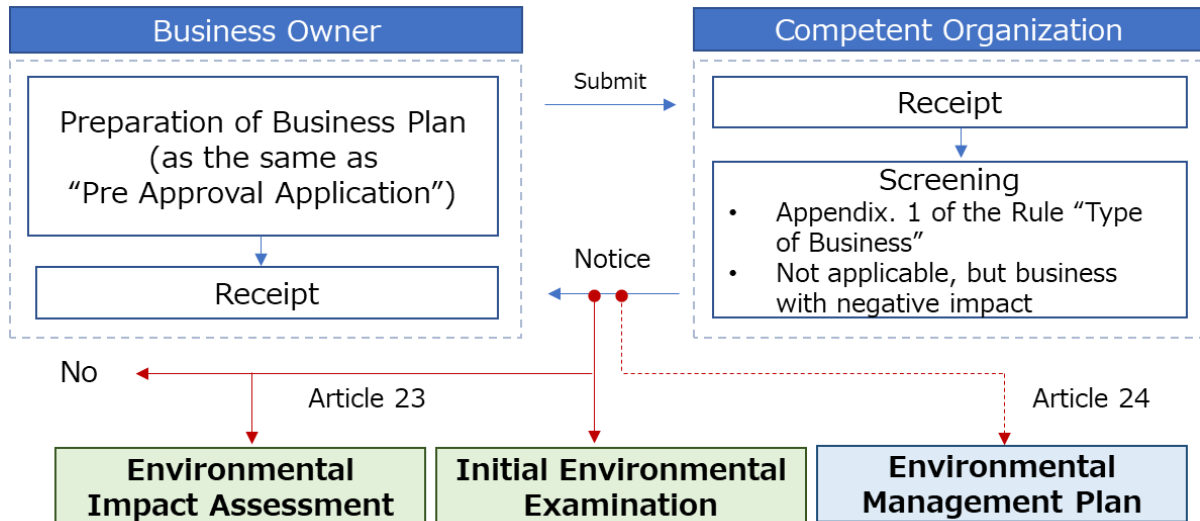 Business Owner
Preparation of Business Plan
(as the same as
“Pre Approval Application”)
Receipt
Submit
Notice
Competent Organization
Receipt
Screening
• Appendix. 1 of the Rule “Type
of Business”
• Not applicable, but business
with negative impact
No
Article 23
Article 24
Environmental
Impact Assessment
Initial Environmental
Examination
Environmental
Management Plan